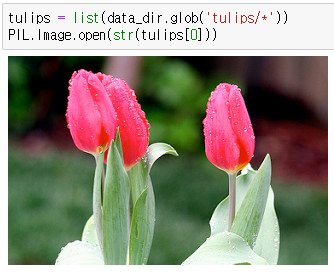 tulips = list(data_dir.glob('tulips/*'))
PIL.Image.open(str(tulips[0]))